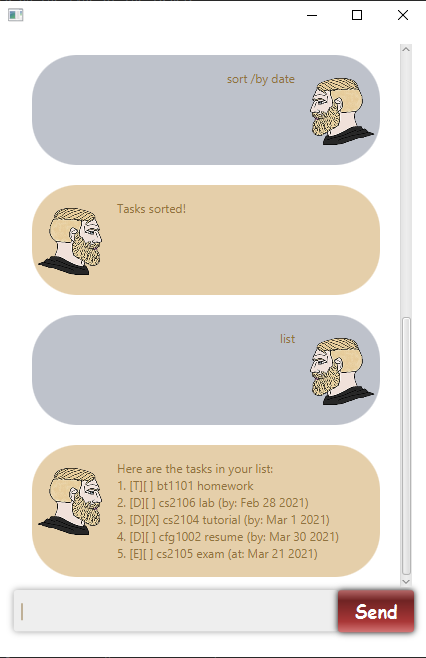 sort /by date
Tasks sorted!
list
Here are the tasks in your list:
1. [T][ ] bt1101 homework
2. [D][ ] cs2106 lab (by: Feb 28 2021)
3. [D][X] cs2104 tutorial (by: Mar 1 2021)
4. [D][ ] cfg1002 resume (by: Mar 30 2021)
5. [E][ ] cs2105 exam (at: Mar 21 2021)
Send